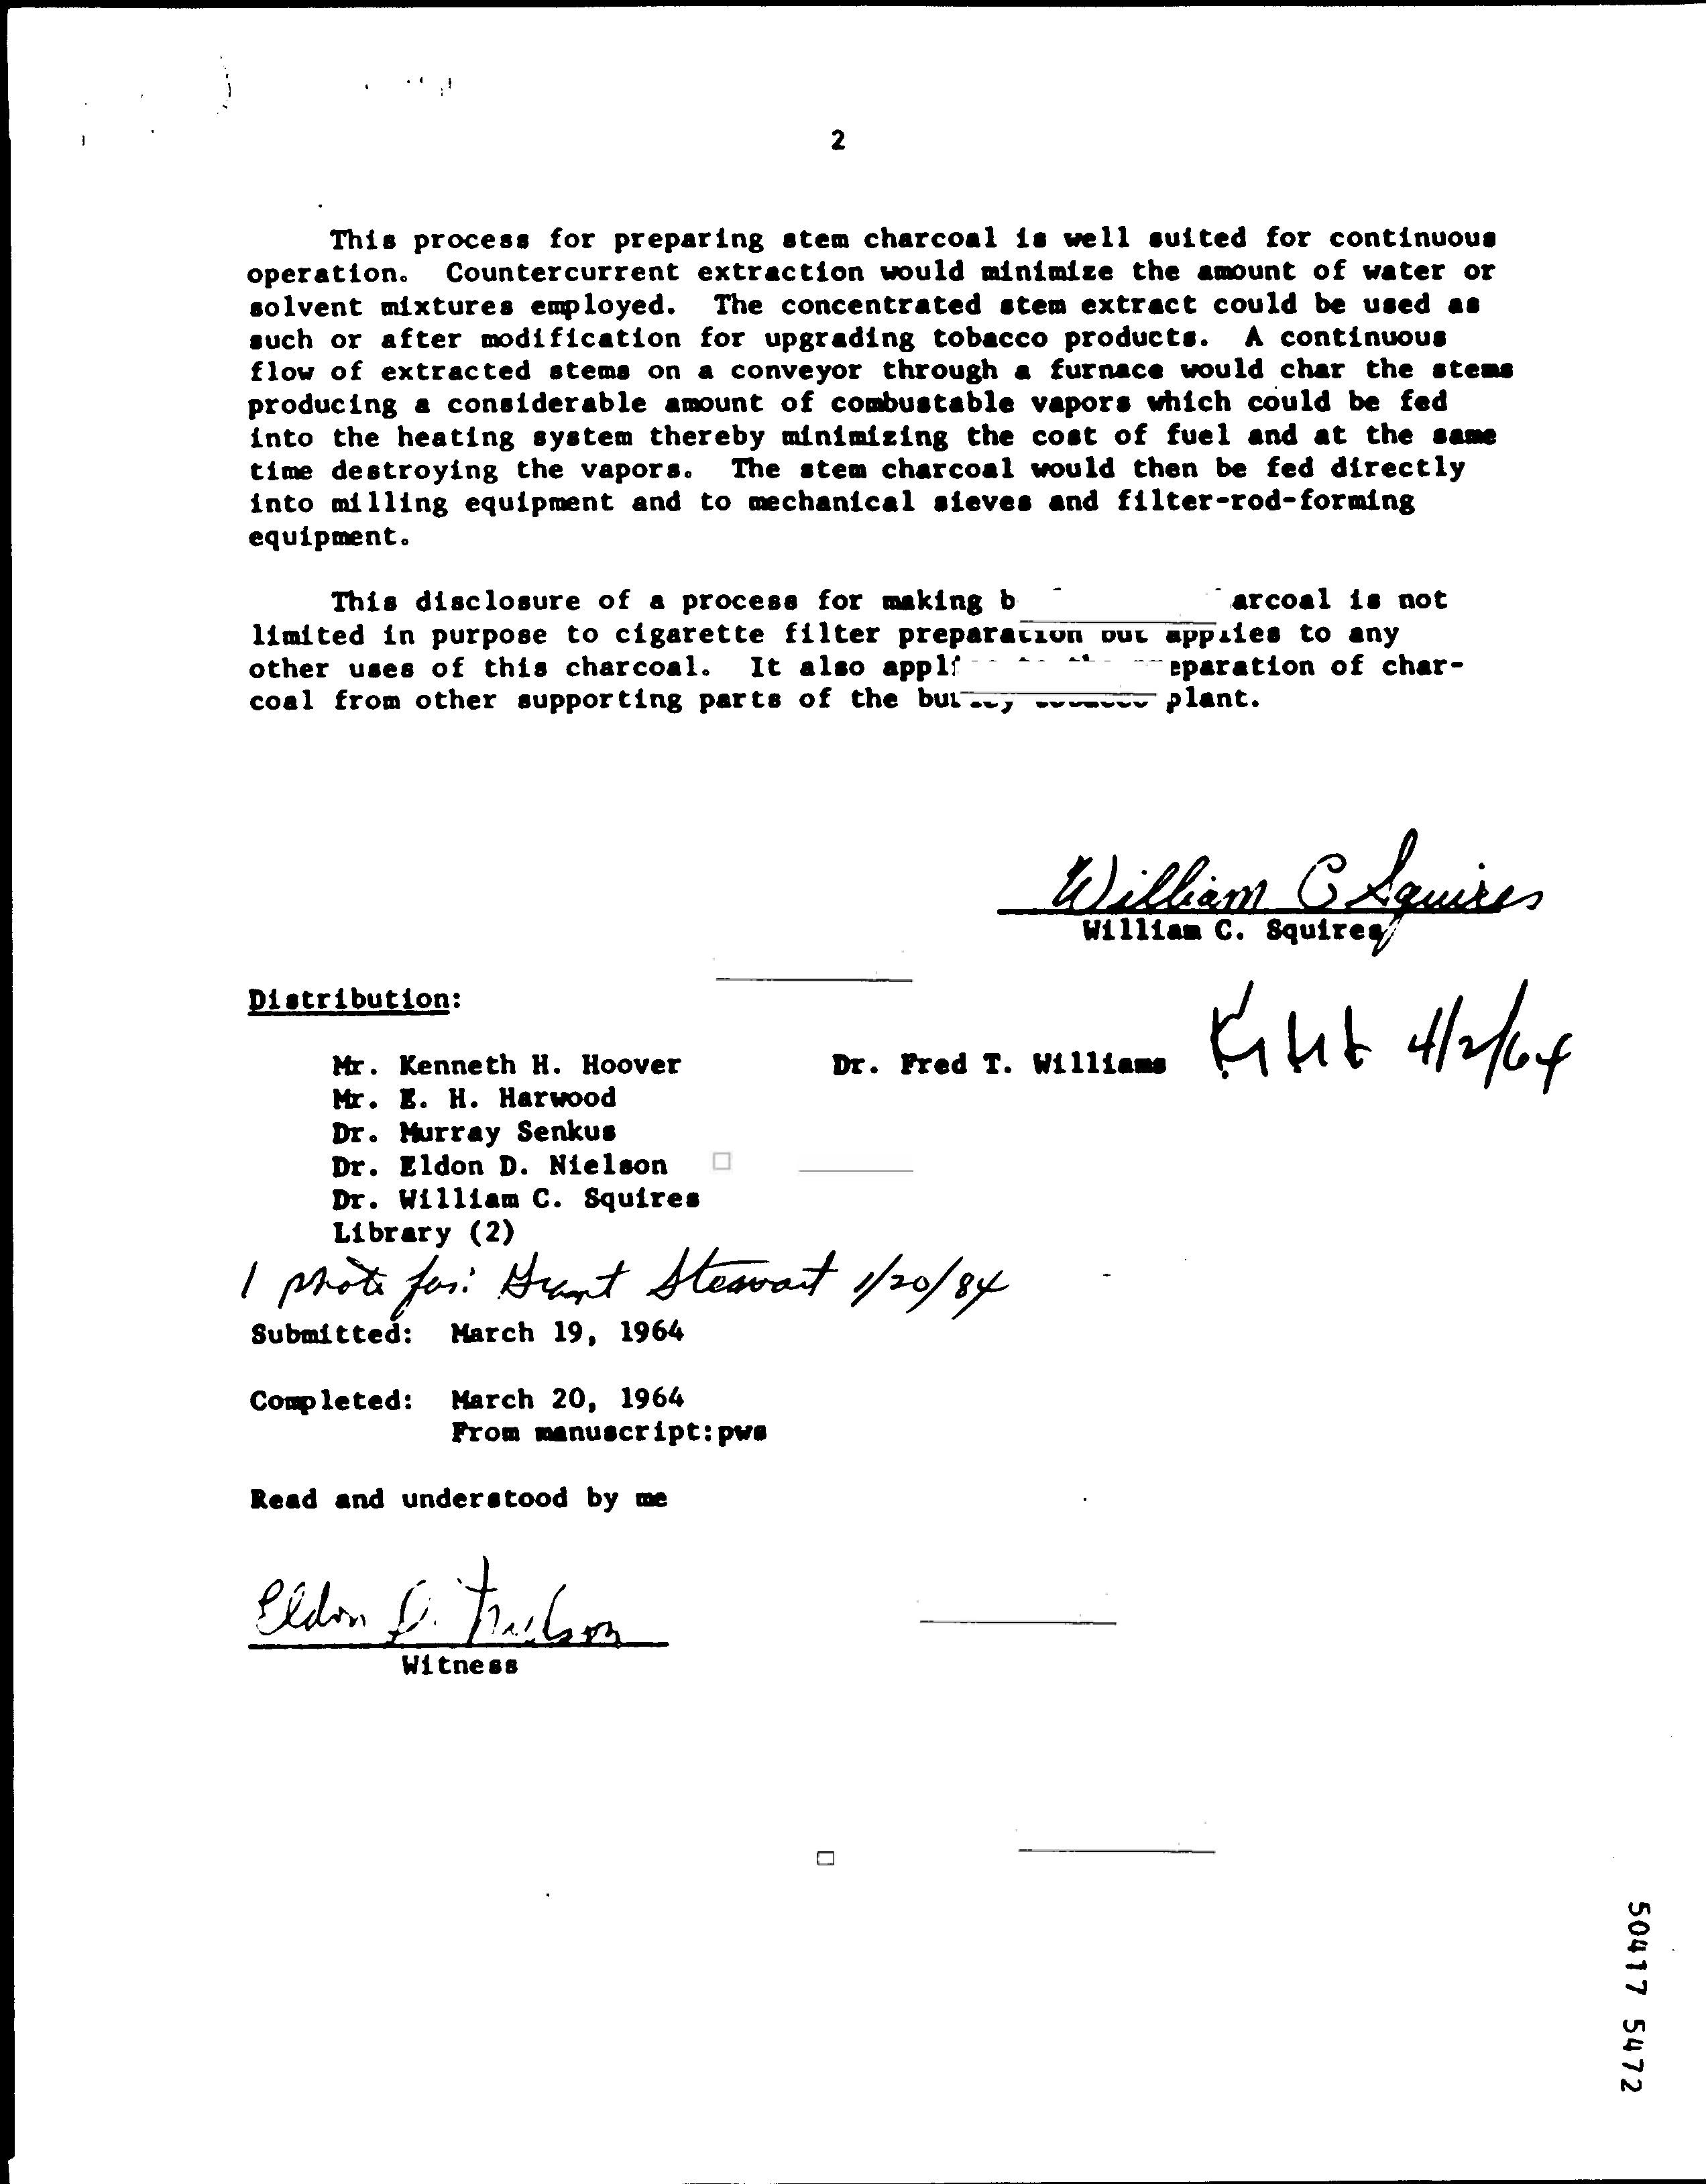 2
This process for preparing stem charcoal is well suited for continuous
operation. Countercurrent extraction would minimize the amount of water or
solvent mixtures employed. The concentrated stem extract could be used as
such or after modification for upgrading tobacco products. A continuous
flow of extracted stems on a conveyor through a furnace would char the stems
producing a considerable amount of combustable vapors which could be fed
into the heating system thereby minimizing the cost of fuel and at the same
time destroying the vapors. The stem charcoal would then be fed directly
into milling equipment and to mechanical sieves and filter-rod-forming
equipment.
This disclosure of a process for making b arcoal is not
limited in purpose to cigarette filter preparation but applies to any
other uses of this charcoal. It also eparation of char-
coal from other supporting parts of the plant.
William C Squires
William C. Squires
Distribution:
Mr. Kenneth H. Hoover Dr. Fred T. Williams 4/2/64
Mr. E. H. Harwood
Dr. Murray Senkus
Dr. Eldon D. Nielson
Dr. William C. Squires
Library (2)
1 photo for: Grant Stewart 1/20/84
Submitted: March 19, 1964
Completed: March 20, 1964
From manuscript:pws
Read and understood by me
Eldon D. Nielson
Witness
50417 5472